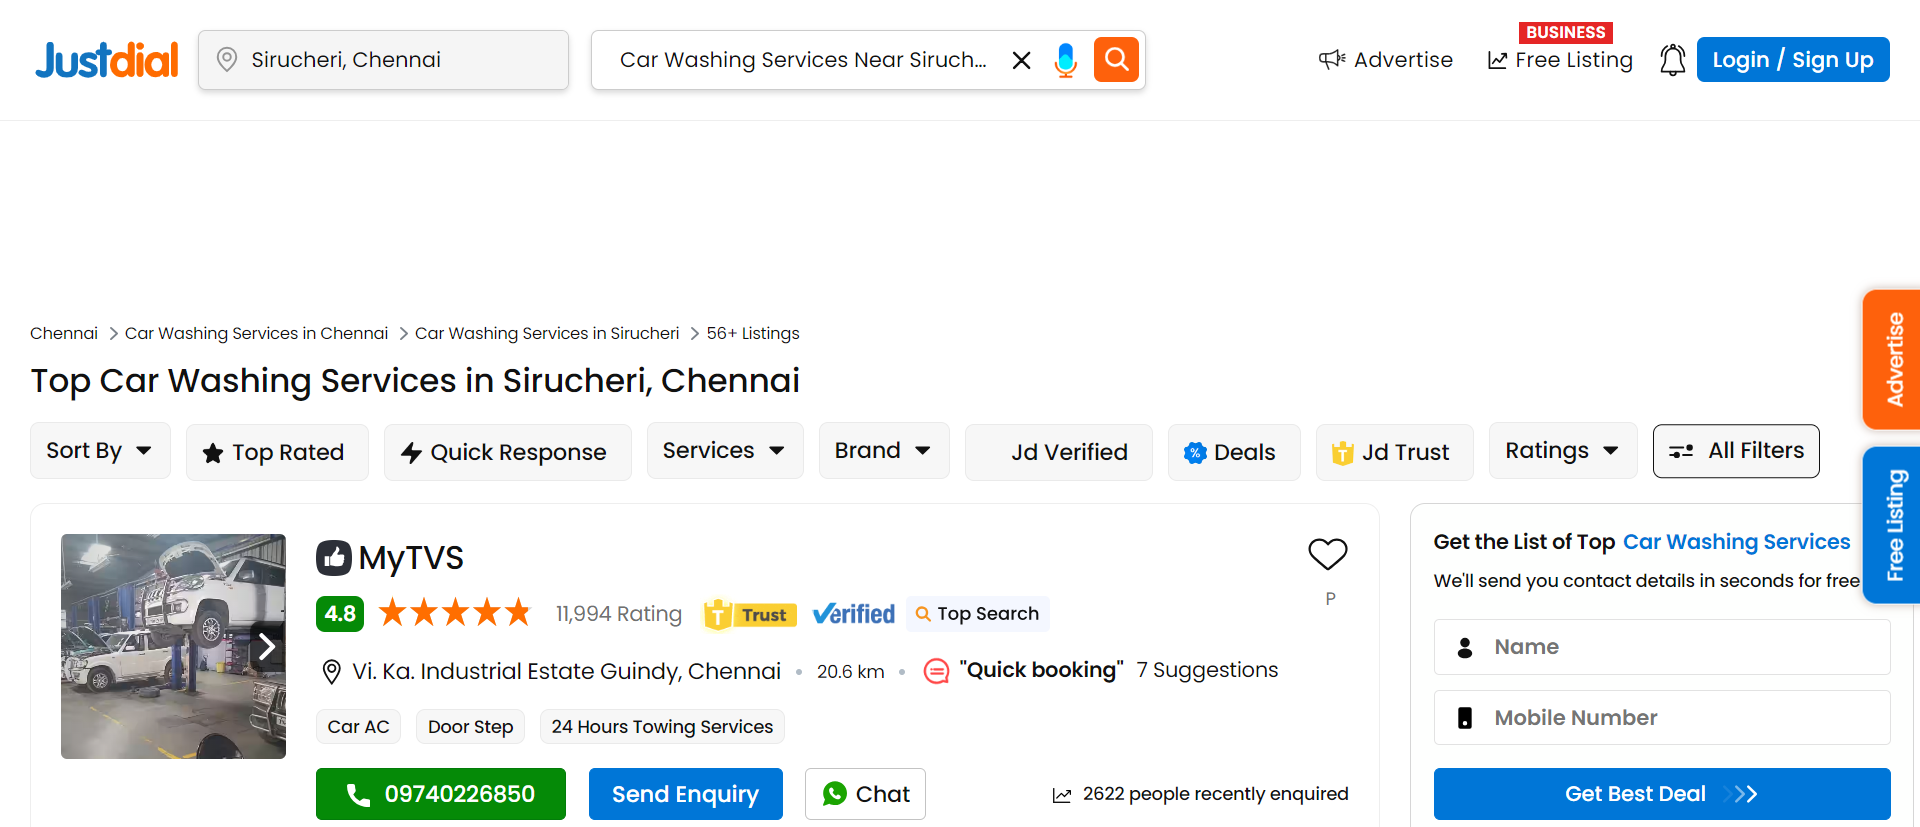 Justdial
Sirucheri, Chennai
Car Washing Services Near Siruch...
Advertise
BUSINESS
Free Listing
Login / Sign Up
Chennai
Car Washing Services in Chennai
Car Washing Services in Sirucheri
56+ Listings
Top Car Washing Services in Sirucheri, Chennai
Sort By
Top Rated
Quick Response
Services
Brand
Jd Verified
Deals
Jd Trust
Ratings
All Filters
MyTVS
4.8
11,994 Rating
T Trust
Verified
Top Search
Vi. Ka. Industrial Estate Guindy, Chennai • 20.6 km • "Quick booking" 7 Suggestions
Car AC
Door Step
24 Hours Towing Services
09740226850
Send Enquiry
Chat
2622 people recently enquired
P
Get the List of Top Car Washing Services
We'll send you contact details in seconds for free
Name
Mobile Number
Get Best Deal
Advertise
Free Listing